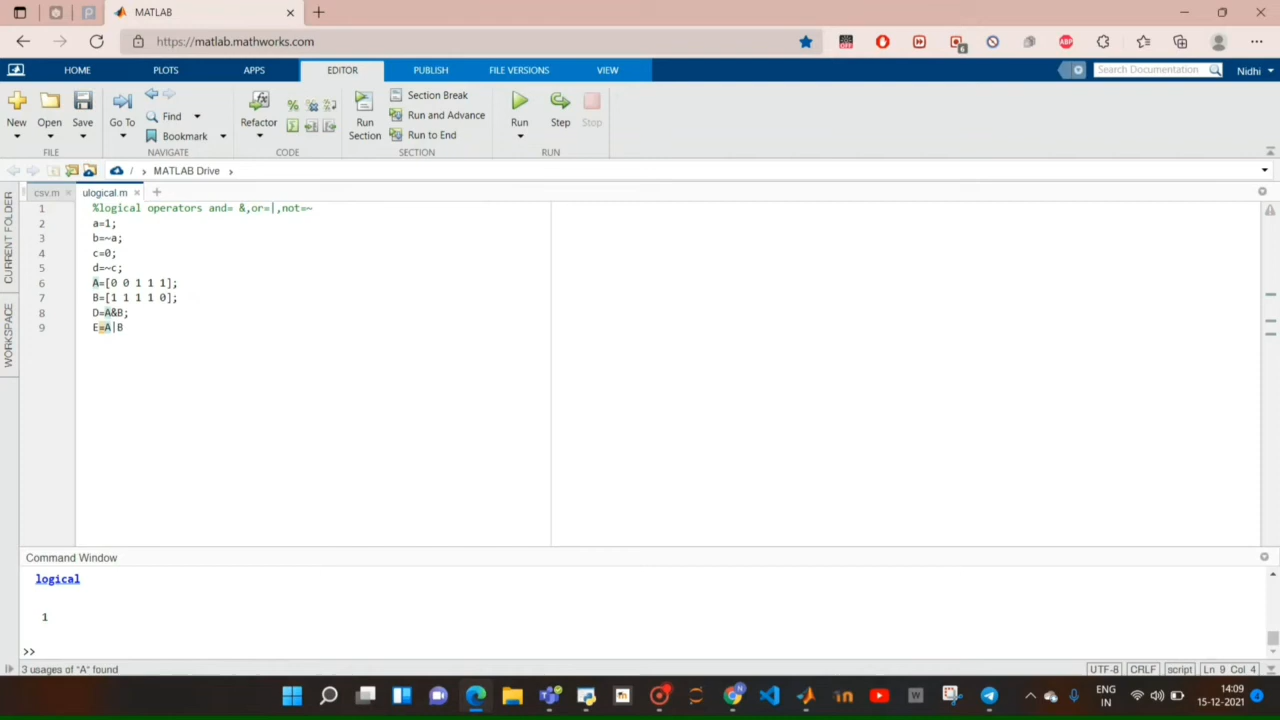 MATLAB
https://matlab.mathworks.com
OFF
6
ABP
HOME
PLOTS
APPS
EDITOR
PUBLISH
FILE VERSIONS
VIEW
Search Documentation
Nidhi
New
Open
Save
Go To
Find
Bookmark
Refactor
Run Section
Section Break
Run and Advance
Run to End
Run
Step
Stop
FILE
NAVIGATE
CODE
SECTION
RUN
/ › MATLAB Drive ›
CURRENT FOLDER
WORKSPACE
csv.m
ulogical.m
1 %logical operators and= &,or=|,not=~
2 a=1;
3 b=~a;
4 c=0;
5 d=~c;
6 A=[0 0 1 1 1];
7 B=[1 1 1 1 0];
8 D=A&B;
9 E=A|B
Command Window
logical
1
>>
3 usages of "A" found
UTF-8
CRLF
script
Ln 9 Col 4
ENG
IN
14:09
15-12-2021
4